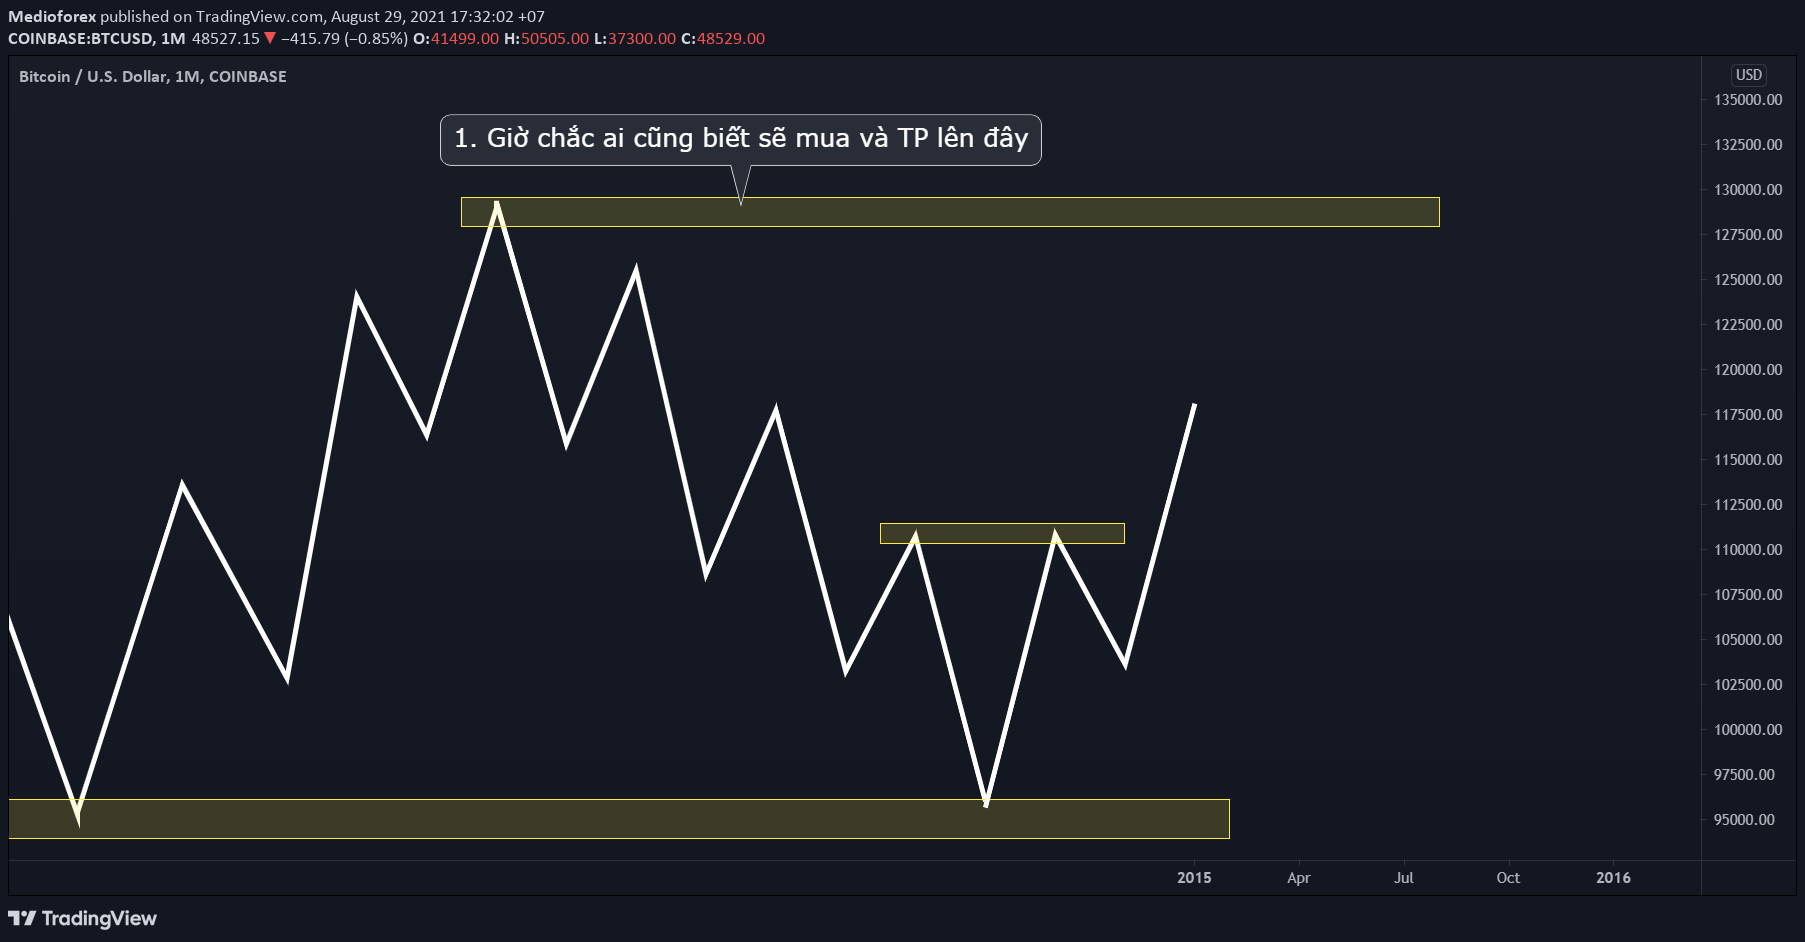 Medioforex published on TradingView.com, August 29, 2021 17:32:02 +07
COINBASE:BTCUSD, 1M 48527.15▼ −415.79 (−0.85%) O:41499.00 H:50505.00 L:37300.00 C:48529.00
Bitcoin / U.S. Dollar, 1M, COINBASE
USD
135000.00
1. Giờ chắc ai cũng biết sẽ mua và TP lên đây
132500.00
130000.00
127500.00
125000.00
122500.00
120000.00
117500.00
115000.00
112500.00
110000.00
107500.00
105000.00
102500.00
100000.00
97500.00
95000.00
2015 Apr Jul Oct 2016
TradingView